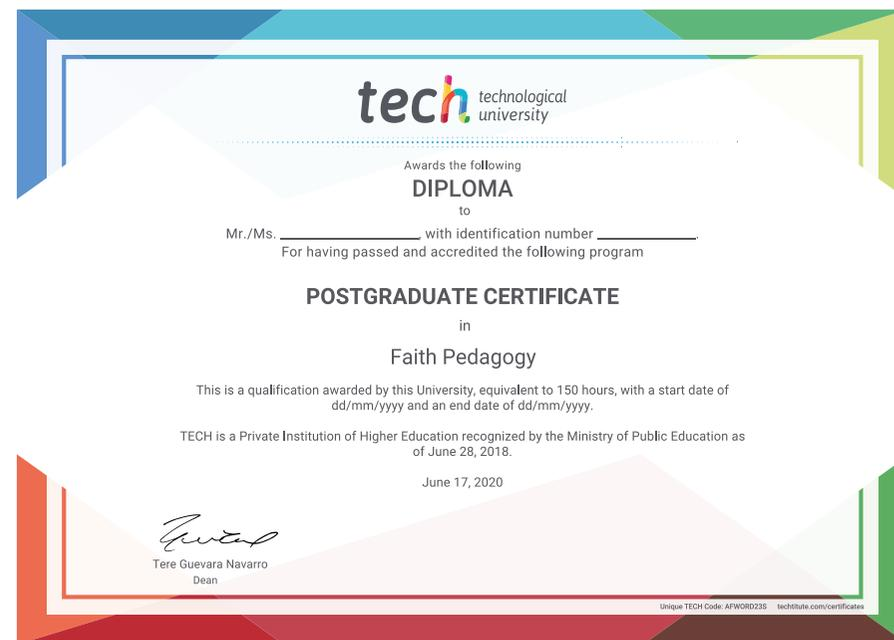 tech technological
university
Awards the following
DIPLOMA
to
Mr./Ms. ____________, with identification number ____________.
For having passed and accredited the following program
POSTGRADUATE CERTIFICATE
in
Faith Pedagogy
This is a qualification awarded by this University, equivalent to 150 hours, with a start date of
dd/mm/yyyy and an end date of dd/mm/yyyy.
TECH is a Private Institution of Higher Education recognized by the Ministry of Public Education as
of June 28, 2018.
June 17, 2020
Tere Guevara Navarro
Dean
Unique TECH Code: AFWORD23S techtitute.com/certificates